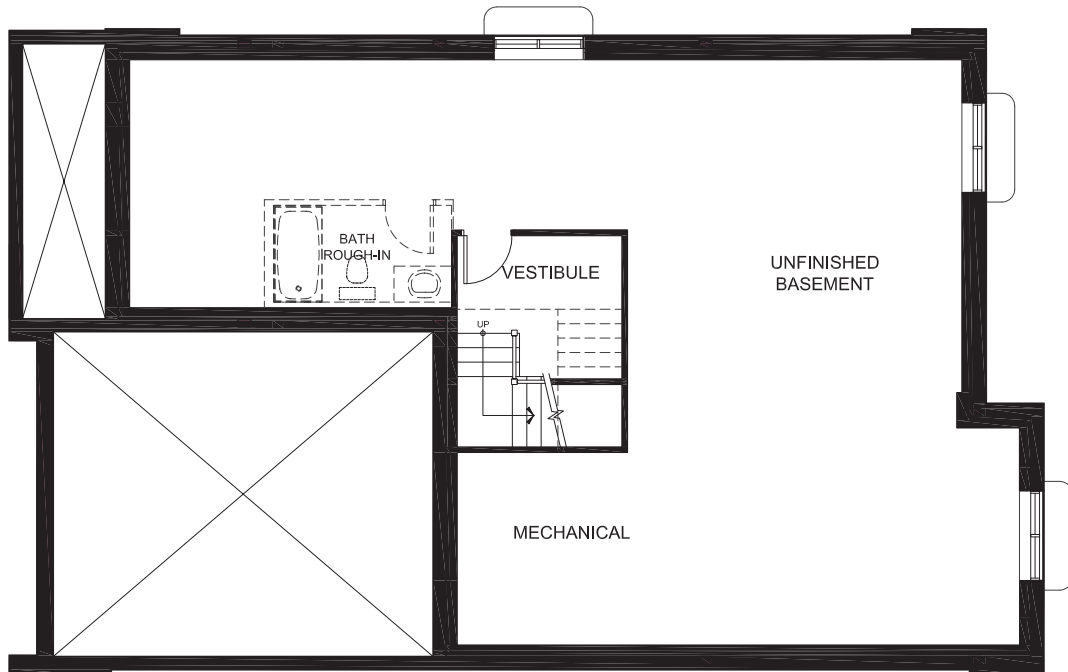 BATH
ROUGH-IN
VESTIBULE
UNFINISHED
BASEMENT
UP
MECHANICAL